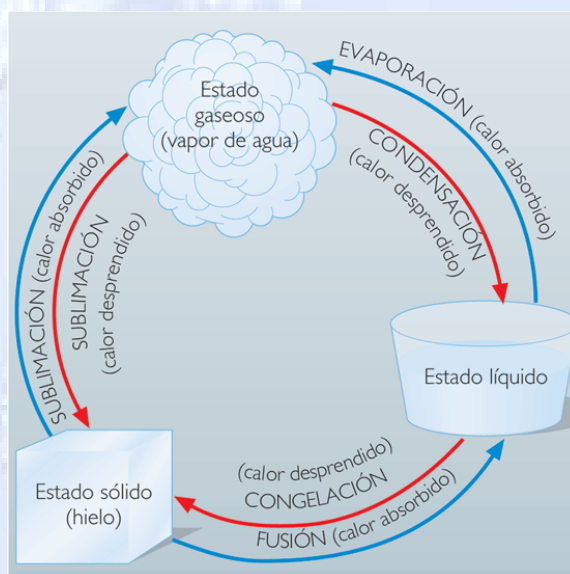 Estado
gaseoso
(vapor de agua)
EVAPORACIÓN (calor absorbido)
CONDENSACIÓN
(calor desprendido)
SUBLIMACIÓN (calor absorbido)
SUBLIMACIÓN
(calor desprendido)
Estado líquido
Estado sólido
(hielo)
(calor desprendido)
CONGELACIÓN
FUSIÓN (calor absorbido)